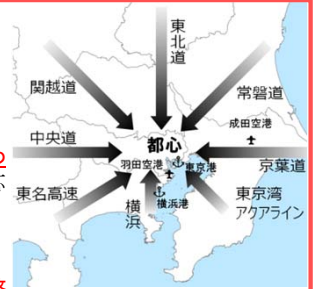 東北道
関越道
常磐道
成田空港
中央道
都心
羽田空港
東京港
京葉道
東名高速
横浜
横浜港
東京湾
アクアライン